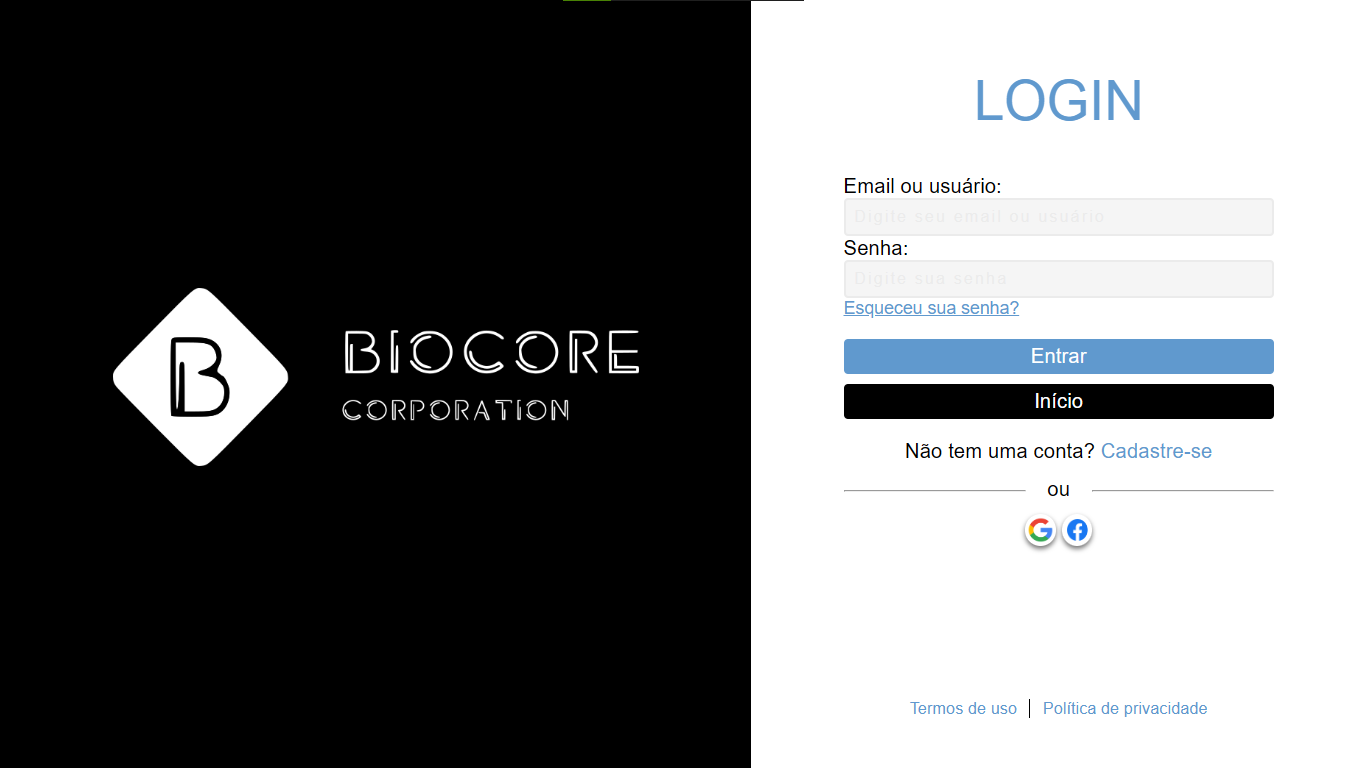 B
BIOCORE
CORPORATION
LOGIN
Email ou usuário:
Digite seu email ou usuário
Senha:
Digite sua senha
Esqueceu sua senha?
Entrar
Início
Não tem uma conta? Cadastre-se
ou
Termos de uso | Política de privacidade